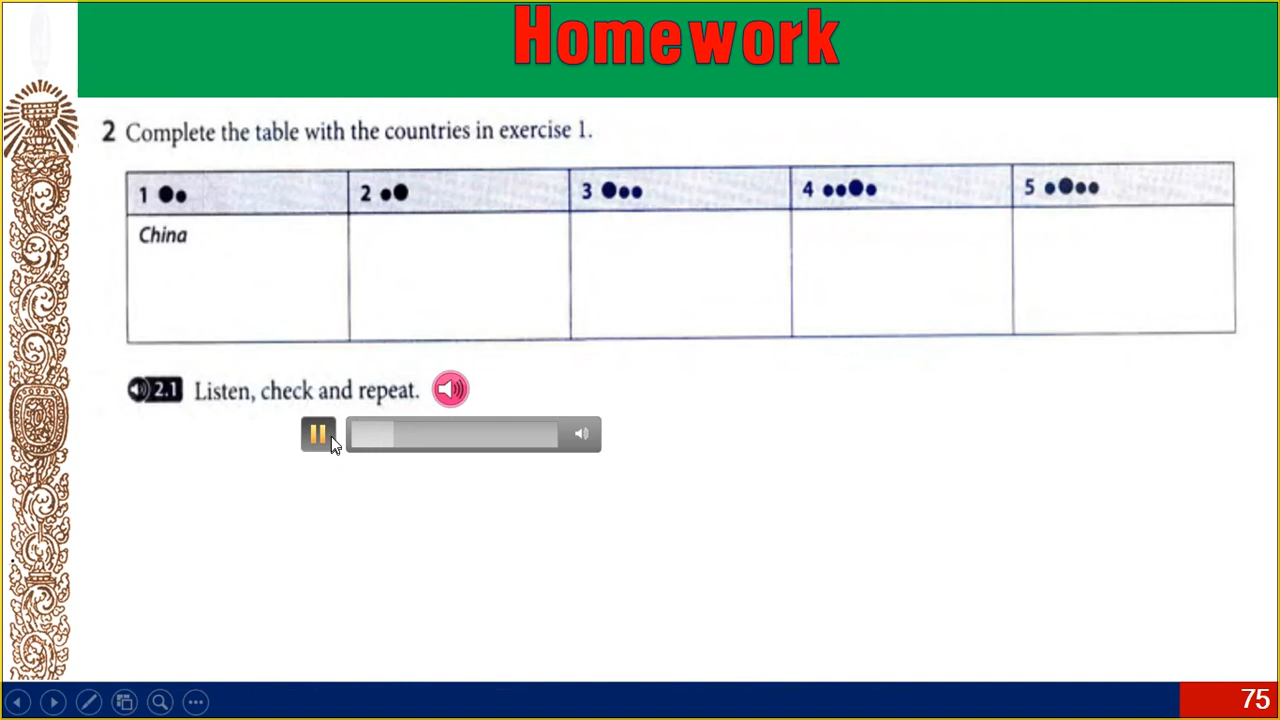 Homework
2 Complete the table with the countries in exercise 1.
1 ●• 2 •● 3 ●•• 4 ••●• 5 •●••
China
2.1 Listen, check and repeat.
75